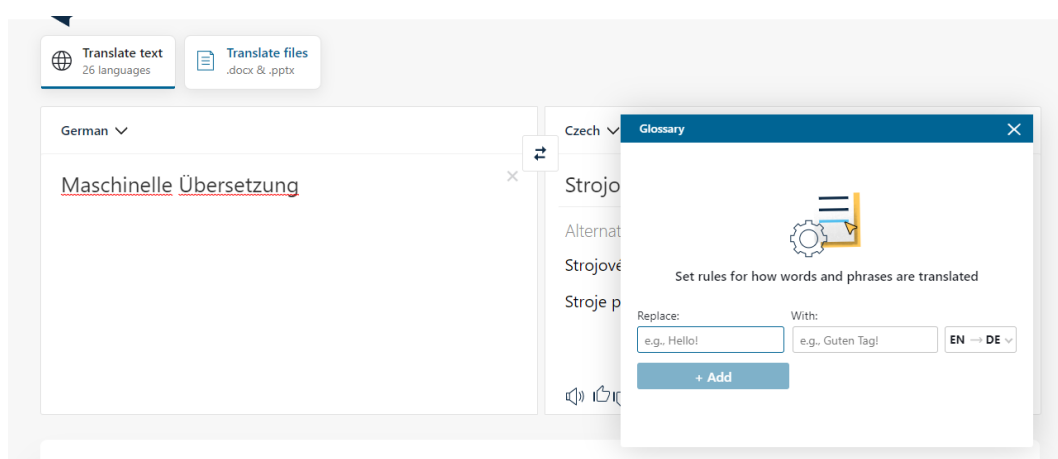 Translate text
26 languages
Translate files
.docx & .pptx
German
Czech
Glossary
Maschinelle Übersetzung
Strojo
Alternat
Strojové
Stroje p
Set rules for how words and phrases are translated
Replace:
With:
e.g., Hello!
e.g., Guten Tag!
EN → DE
+ Add